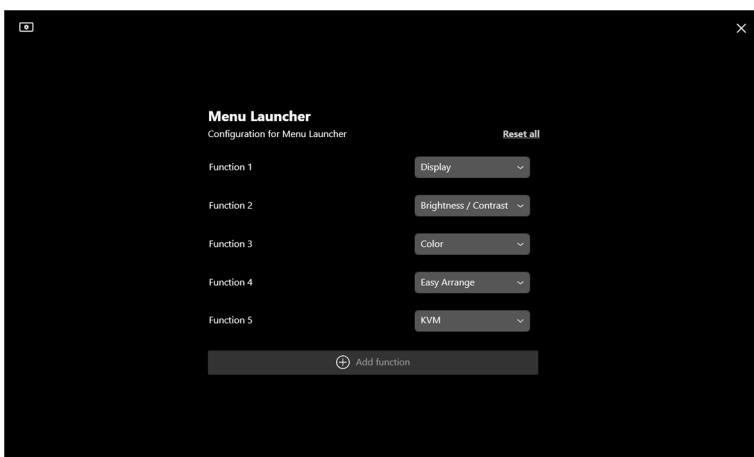 Menu Launcher
Configuration for Menu Launcher Reset all
Function 1 Display
Function 2 Brightness / Contrast
Function 3 Color
Function 4 Easy Arrange
Function 5 KVM
Add function